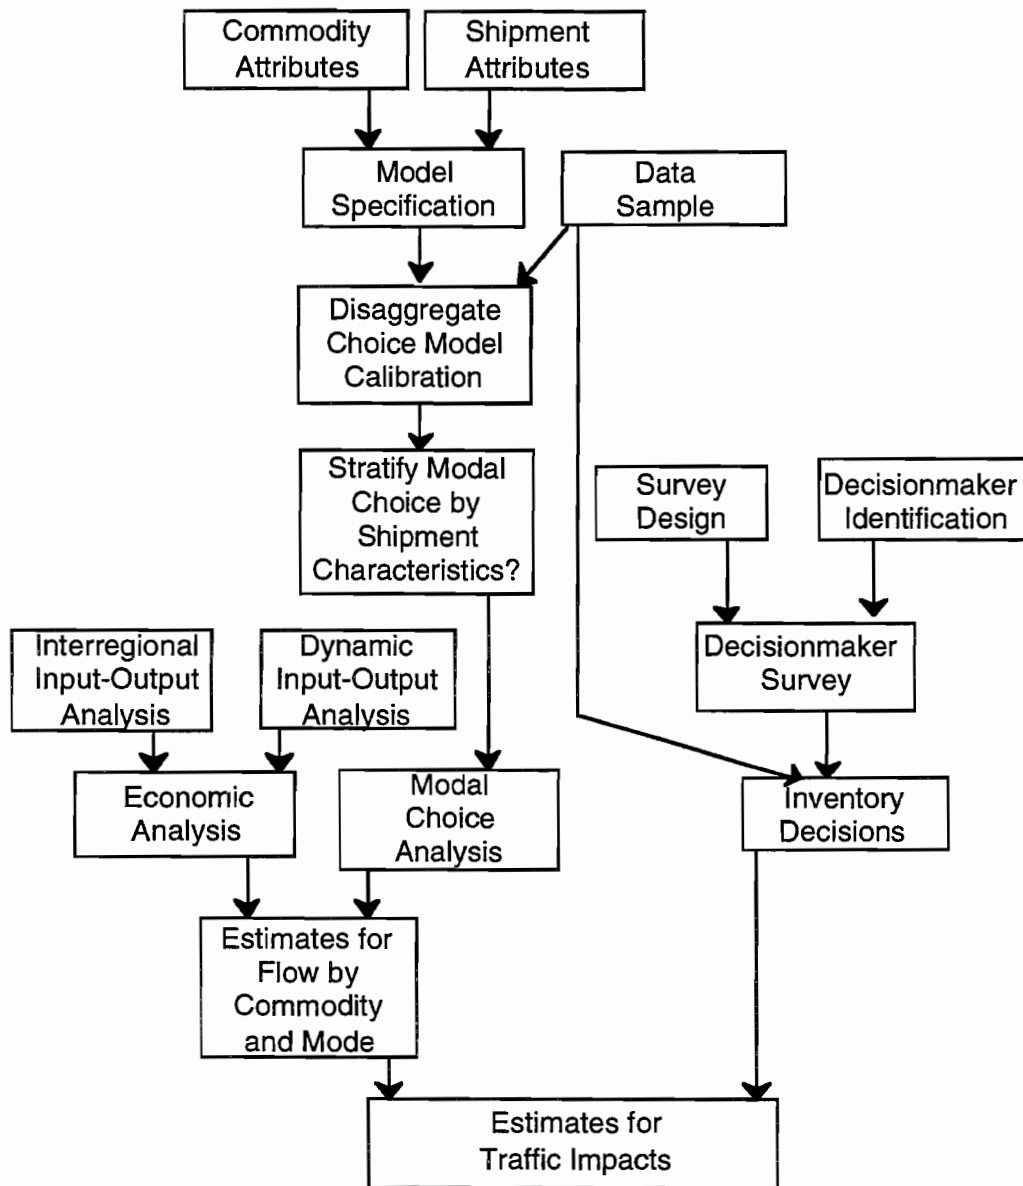 Commodity
Attributes
Shipment
Attributes
Model
Specification
Data
Sample
Disaggregate
Choice Model
Calibration
Stratify Modal
Choice by
Shipment
Characteristics?
Survey
Design
Decisionmaker
Identification
Decisionmaker
Survey
Interregional
Input-Output
Analysis
Dynamic
Input-Output
Analysis
Economic
Analysis
Modal
Choice
Analysis
Inventory
Decisions
Estimates for
Flow by
Commodity
and Mode
Estimates for
Traffic Impacts